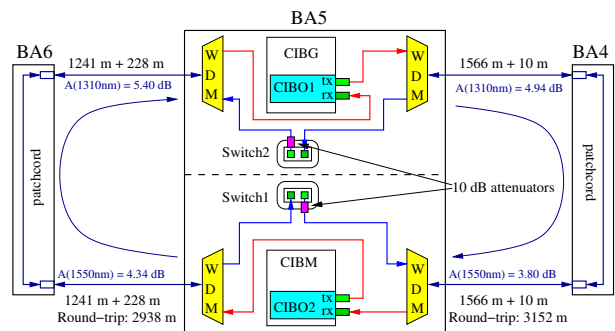 BA5
BA6
BA4
1241 m + 228 m
A(1310nm) = 5.40 dB
1566 m + 10 m
A(1310nm) = 4.94 dB
W
D
M
CIBG
CIBO1
tx
rx
W
D
M
Switch2
patchcord
patchcord
10 dB attenuators
Switch1
W
D
M
CIBM
CIBO2
tx
rx
W
D
M
A(1550nm) = 4.34 dB
1241 m + 228 m
Round-trip: 2938 m
A(1550nm) = 3.80 dB
1566 m + 10 m
Round-trip: 3152 m